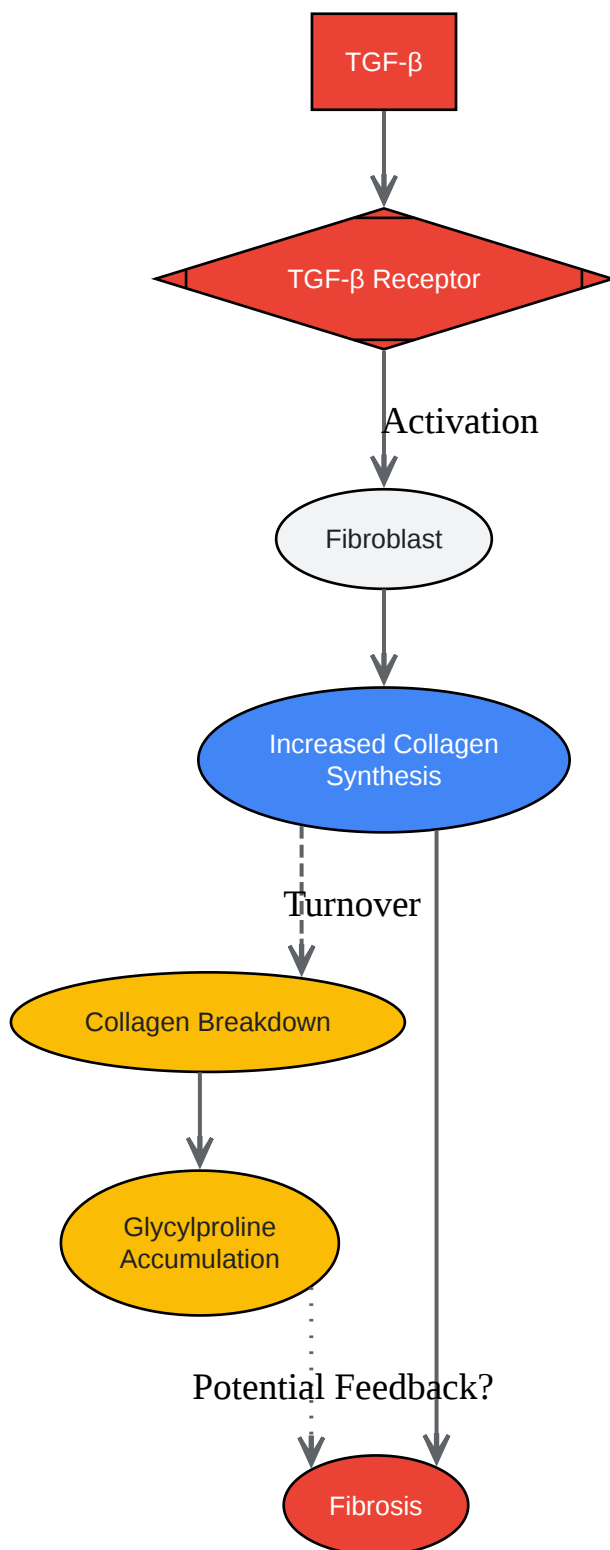 TGF-β
TGF-β Receptor
Activation
Fibroblast
Increased Collagen
Synthesis
Turnover
Collagen Breakdown
Glycylproline
Accumulation
Potential Feedback?
Fibrosis